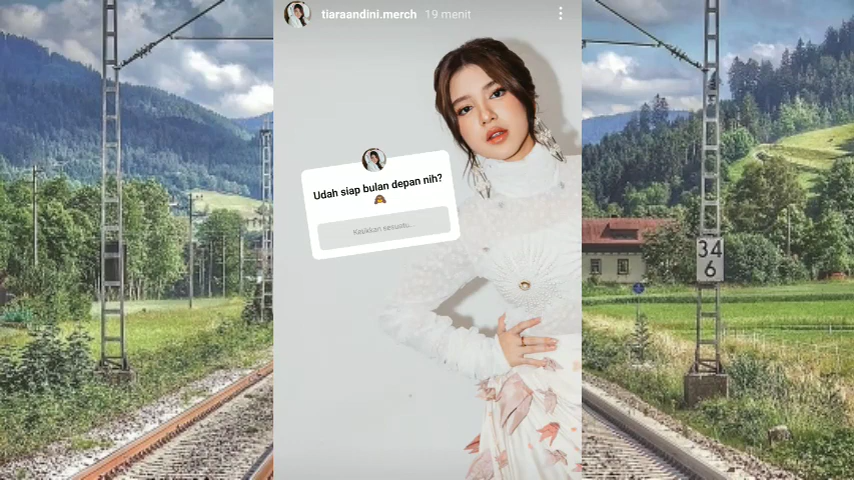 tiaraandini.merch 19 menit
Udah siap bulan depan nih?
Ketikkan sesuatu...
34
6